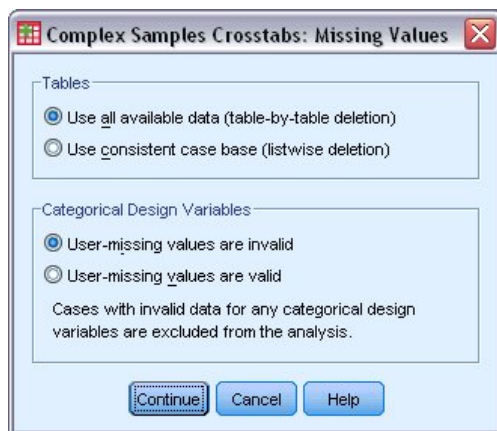 Complex Samples Crosstabs: Missing Values
Tables
Use all available data (table-by-table deletion)
Use consistent case base (listwise deletion)
Categorical Design Variables
User-missing values are invalid
User-missing values are valid
Cases with invalid data for any categorical design
variables are excluded from the analysis.
Continue
Cancel
Help